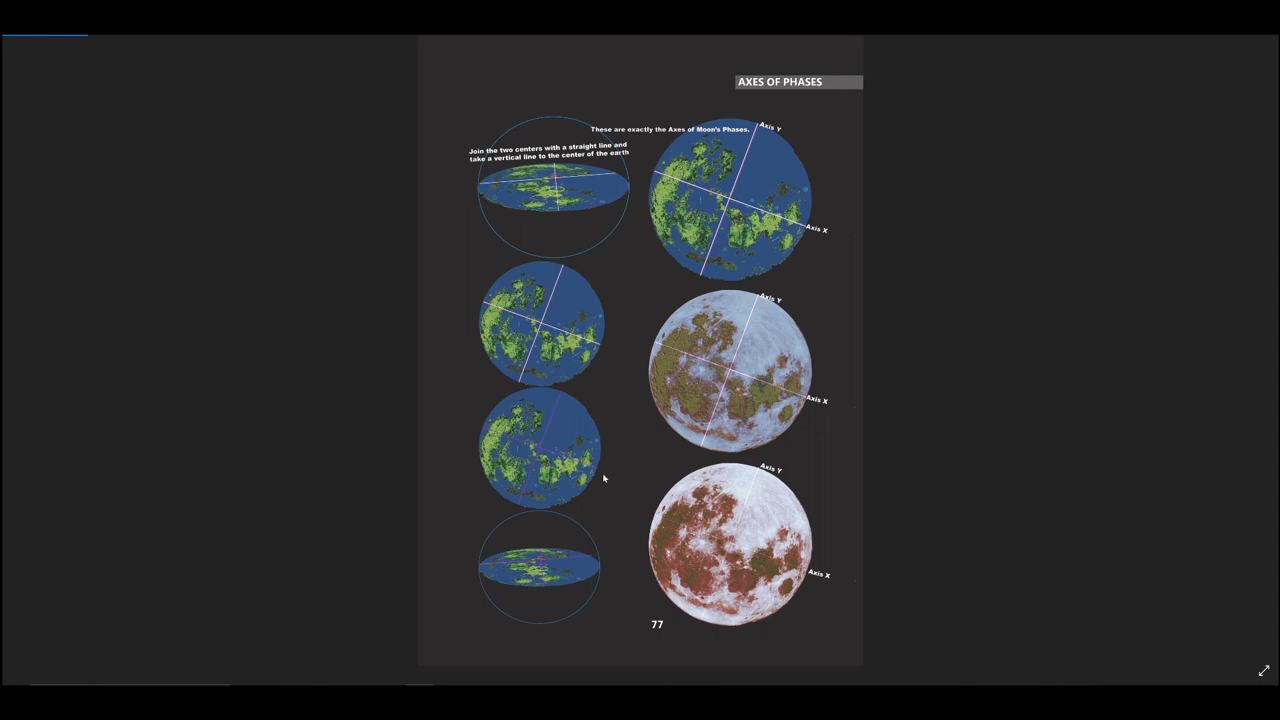 AXES OF PHASES
These are exactly the Axes of Moon's Phases.
Axis Y
Join the two centers with a straight line and
take a vertical line to the center of the earth
Axis X
Axis Y
Axis X
Axis Y
Axis X
77